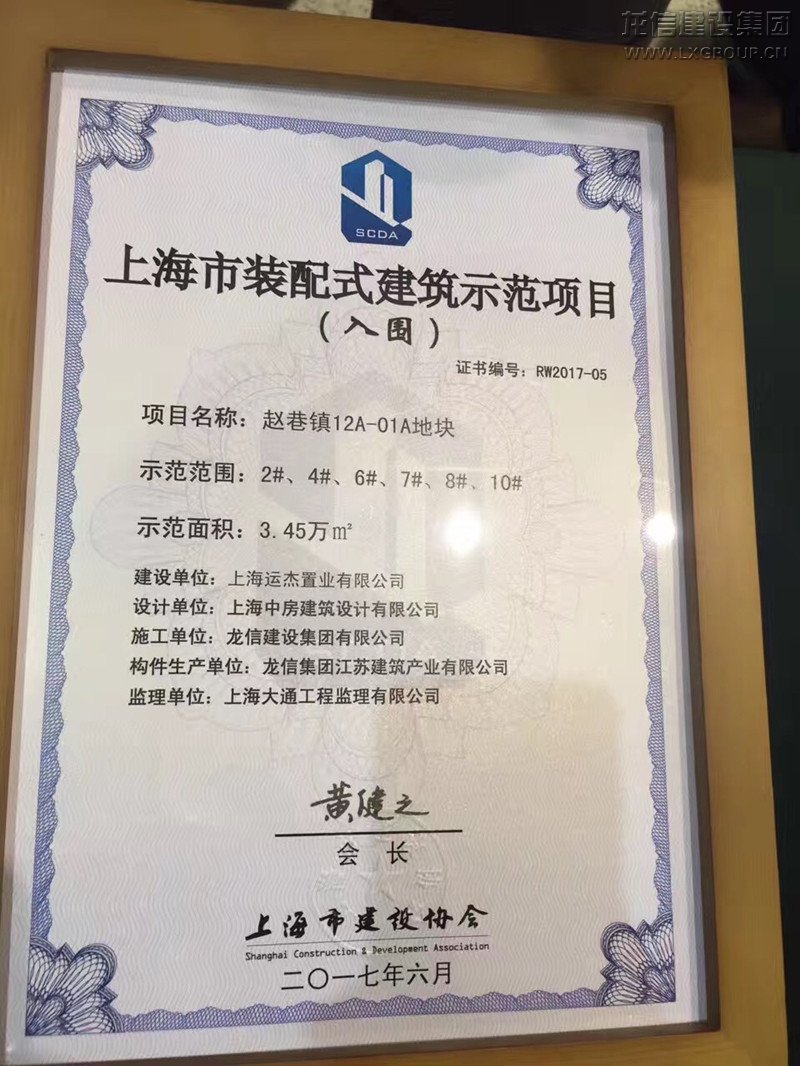 龙信建设集团
WWW.LXGROUP.CN
SCDA
上海市装配式建筑示范项目
（入围）
证书编号：RW2017-05
项目名称：赵巷镇12A-01A地块
示范范围：2#、4#、6#、7#、8#、10#
示范面积：3.45万㎡
建设单位：上海运杰置业有限公司
设计单位：上海中房建筑设计有限公司
施工单位：龙信建设集团有限公司
构件生产单位：龙信集团江苏建筑产业有限公司
监理单位：上海大通工程监理有限公司
黄健之
会 长
上海市建设协会
Shanghai Construction & Development Association
二〇一七年六月